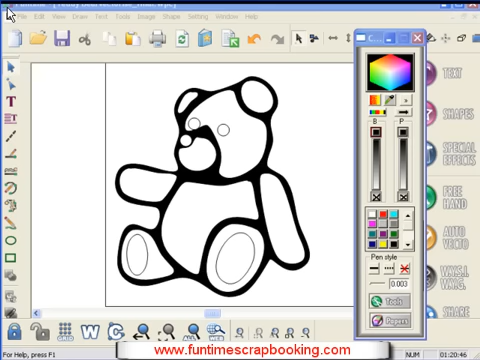 File
Edit
View
Draw
Text
Tools
Image
Shape
Setting
Window
Help
C...
B
P
TEXT
SHAPES
SPECIAL
EFFECTS
FREE
HAND
AUTO
VECTO
W.Y.S.I.
W.Y.G.
SHARE
Pen style
0.003
Tools
Papers
For Help, press F1
NUM
01:20:46
www.funtimescrapbooking.com